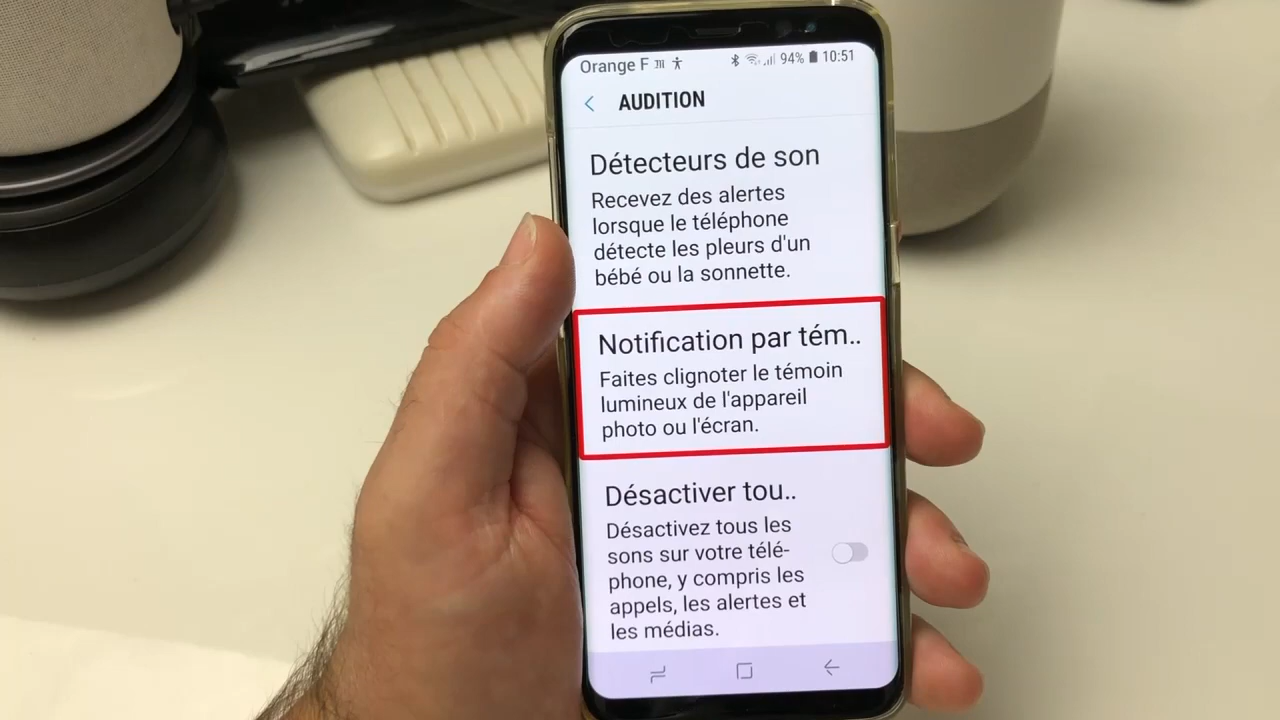 Orange F 94% 10:51
AUDITION
Détecteurs de son
Recevez des alertes
lorsque le téléphone
détecte les pleurs d'un
bébé ou la sonnette.
Notification par tém..
Faites clignoter le témoin
lumineux de l'appareil
photo ou l'écran.
Désactiver tou..
Désactivez tous les
sons sur votre télé-
phone, y compris les
appels, les alertes et
les médias.